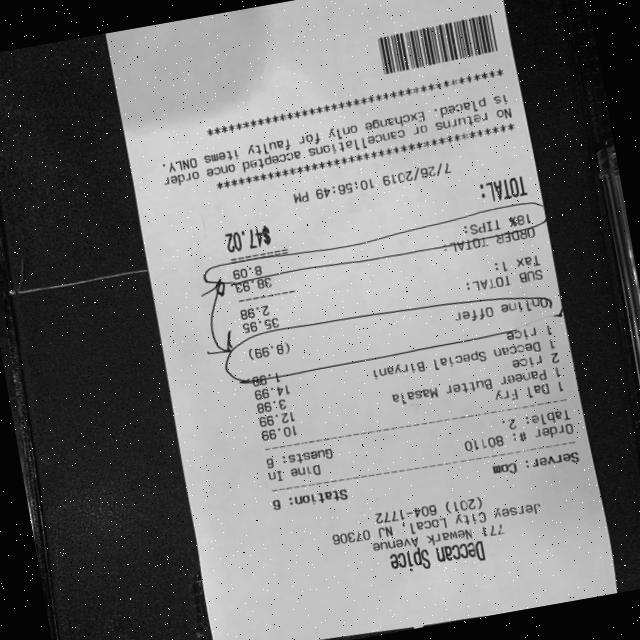 Deccan Spice
771 Newark Avenue
Jersey City Local, NJ 07306
(201) 604-1772
Server: Com Station: 6
Order #: 80110 Dine In
Table: 2, Guests: 6
1 Dal Fry 10.99
1 Paneer Butter Masala 12.99
2 rice 3.98
1 Deccan Special Biryani 14.99
1 rice 1.99
Online Offer (8.99)
SUB TOTAL: 35.95
Tax 1: 2.98
ORDER TOTAL: 38.93
18% TIPS: 8.09
TOTAL: $47.02
7/26/2019 10:56:49 PM
****************************************
No returns or cancellations accepted once order
is placed. Exchange only for faulty items ONLY.
****************************************